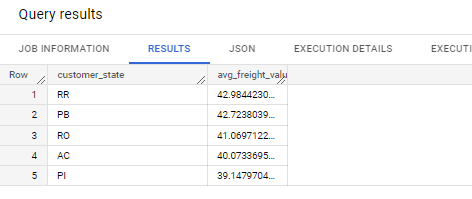 Query results
JOB INFORMATION RESULTS JSON EXECUTION DETAILS EXECUTI
Row customer_state avg_freight_valu
1 RR 42.9844230...
2 PB 42.7238039...
3 RO 41.0697122...
4 AC 40.0733695...
5 PI 39.1479704...